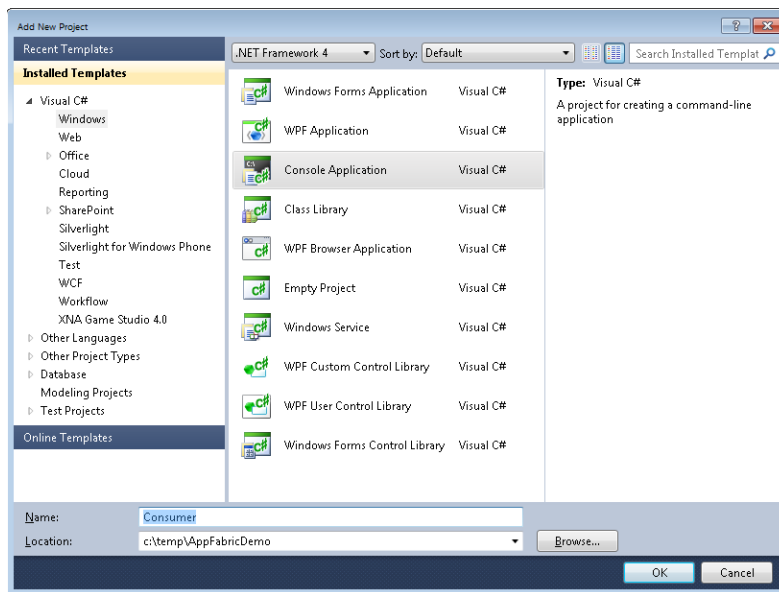 Add New Project
Recent Templates
Installed Templates
Visual C#
Windows
Web
Office
Cloud
Reporting
SharePoint
Silverlight
Silverlight for Windows Phone
Test
WCF
Workflow
XNA Game Studio 4.0
Other Languages
Other Project Types
Database
Modeling Projects
Test Projects
Online Templates
.NET Framework 4 Sort by: Default Search Installed Templat
Windows Forms Application Visual C#
WPF Application Visual C#
Console Application Visual C#
Class Library Visual C#
WPF Browser Application Visual C#
Empty Project Visual C#
Windows Service Visual C#
WPF Custom Control Library Visual C#
WPF User Control Library Visual C#
Windows Forms Control Library Visual C#
Type: Visual C#
A project for creating a command-line
application
Name: Consumer
Location: c:\temp\AppFabricDemo Browse...
OK Cancel